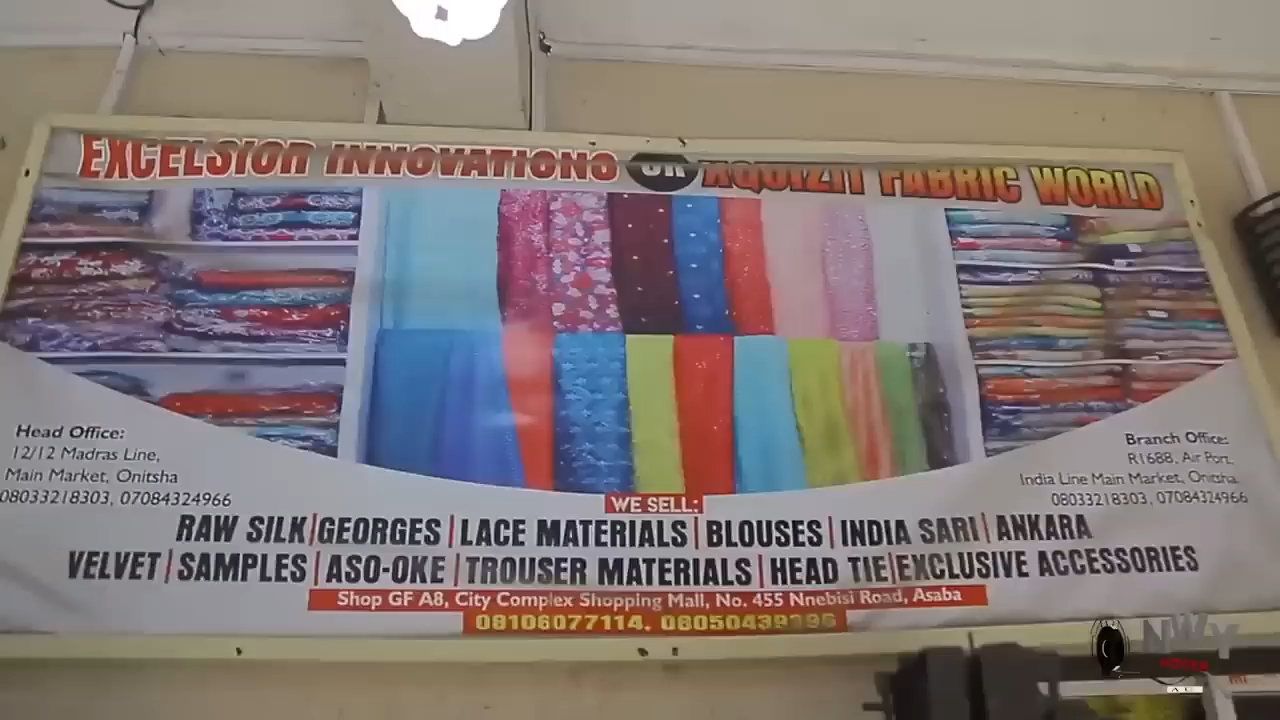 EXCELSIOR INNOVATIONS OR XQUIZIT FABRIC WORLD
Head Office:
12/12 Madras Line,
Main Market, Onitsha
08033218303, 07084324966
Branch Office:
R1688, Air Port,
India Line Main Market, Onitsha
08033218303, 07084324966
WE SELL:
RAW SILK|GEORGES|LACE MATERIALS|BLOUSES|INDIA SARI|ANKARA
VELVET|SAMPLES|ASO-OKE|TROUSER MATERIALS|HEAD TIE|EXCLUSIVE ACCESSORIES
Shop GF A8, City Complex Shopping Mall, No. 455 Nnebisi Road, Asaba
08106077114,
NWY